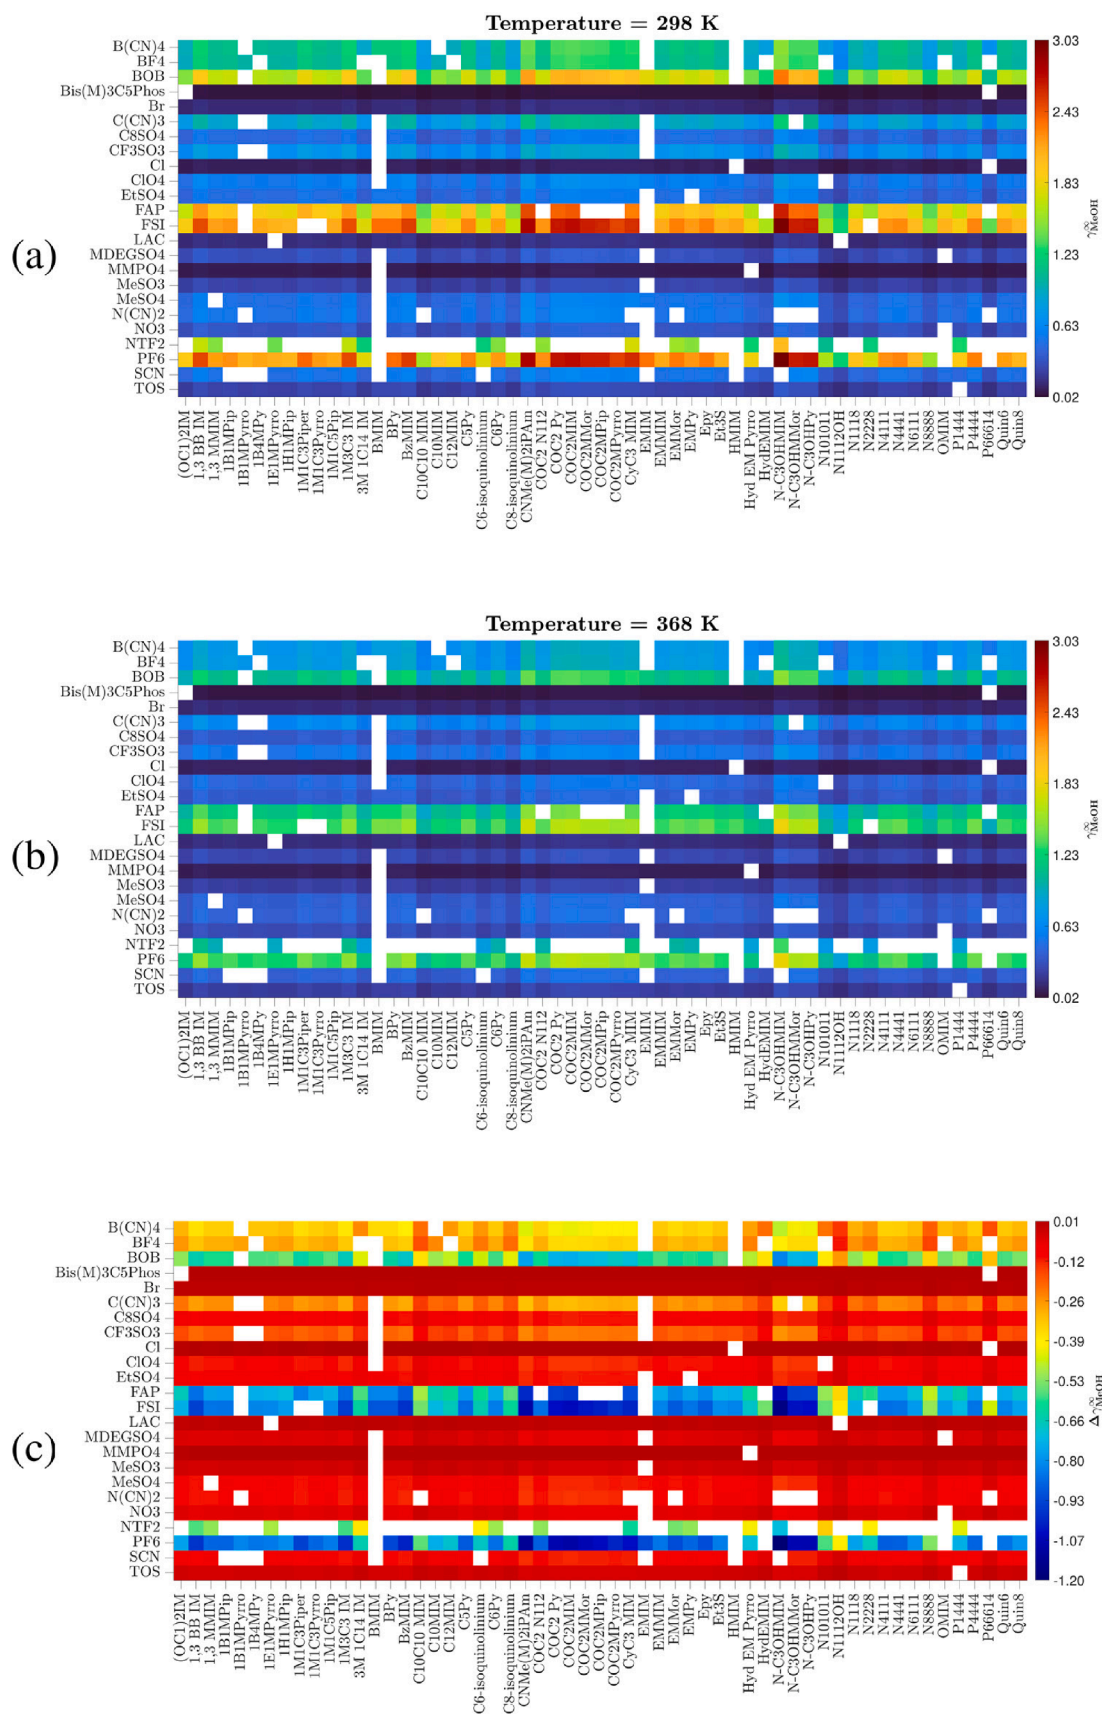 Temperature = 298 K
B(CN)4
BF4
BOB
Bis(M)3C5Phos
Br
C(CN)3
C8SO4
CF3SO3
Cl
ClO4
EtSO4
FAP
FSI
LAC
MDEGSO4
MMPO4
MeSO3
MeSO4
N(CN)2
NO3
NTF2
PF6
SCN
TOS
(a)
3.03
2.43
1.83
1.23
0.63
0.02
γ∞MeOH
(OC1)2IM
1,3 BB IM
1,3 MMIM
1B1MPip
1B1MPyrro
1B4MPy
1E1MPyrro
1H1MPip
1M1C3Piper
1M1C3Pyrro
1M1C5Pip
1M3C3 IM
3M 1C14 IM
BMIM
BPy
BzMIM
C10C10 MIM
C10MIM
C12MIM
C5Py
C6-isoquinolinium
C6Py
C8-isoquinolinium
CNMe(M)2iPAm
COC2 N112
COC2 Py
COC2MIM
COC2MMor
COC2MPip
COC2MPyrro
CyC3 MIM
EMIM
EMMIM
EMMor
EMPy
Epy
Et3S
HMIM
Hyd EM Pyrro
HydEMIM
N-C3OHMIM
N-C3OHMMor
N-C3OHPy
N101011
N112OH
N1118
N2228
N4111
N4441
N6111
N8888
OMIM
P1444
P4444
P66614
Quin6
Quin8
Temperature = 368 K
B(CN)4
BF4
BOB
Bis(M)3C5Phos
Br
C(CN)3
C8SO4
CF3SO3
Cl
ClO4
EtSO4
FAP
FSI
LAC
MDEGSO4
MMPO4
MeSO3
MeSO4
N(CN)2
NO3
NTF2
PF6
SCN
TOS
(b)
3.03
2.43
1.83
1.23
0.63
0.02
γ∞MeOH
(OC1)2IM
1,3 BB IM
1,3 MMIM
1B1MPip
1B1MPyrro
1B4MPy
1E1MPyrro
1H1MPip
1M1C3Piper
1M1C3Pyrro
1M1C5Pip
1M3C3 IM
3M 1C14 IM
BMIM
BPy
BzMIM
C10C10 MIM
C10MIM
C12MIM
C5Py
C6-isoquinolinium
C6Py
C8-isoquinolinium
CNMe(M)2iPAm
COC2 N112
COC2 Py
COC2MIM
COC2MMor
COC2MPip
COC2MPyrro
CyC3 MIM
EMIM
EMMIM
EMMor
EMPy
Epy
Et3S
HMIM
Hyd EM Pyrro
HydEMIM
N-C3OHMIM
N-C3OHMMor
N-C3OHPy
N101011
N112OH
N1118
N2228
N4111
N4441
N6111
N8888
OMIM
P1444
P4444
P66614
Quin6
Quin8
B(CN)4
BF4
BOB
Bis(M)3C5Phos
Br
C(CN)3
C8SO4
CF3SO3
Cl
ClO4
EtSO4
FAP
FSI
LAC
MDEGSO4
MMPO4
MeSO3
MeSO4
N(CN)2
NO3
NTF2
PF6
SCN
TOS
(c)
0.01
-0.12
-0.26
-0.39
-0.53
-0.66
-0.80
-0.93
-1.07
-1.20
Δγ∞MeOH
(OC1)2IM
1,3 BB IM
1,3 MMIM
1B1MPip
1B1MPyrro
1B4MPy
1E1MPyrro
1H1MPip
1M1C3Piper
1M1C3Pyrro
1M1C5Pip
1M3C3 IM
3M 1C14 IM
BMIM
BPy
BzMIM
C10C10 MIM
C10MIM
C12MIM
C5Py
C6-isoquinolinium
C6Py
C8-isoquinolinium
CNMe(M)2iPAm
COC2 N112
COC2 Py
COC2MIM
COC2MMor
COC2MPip
COC2MPyrro
CyC3 MIM
EMIM
EMMIM
EMMor
EMPy
Epy
Et3S
HMIM
Hyd EM Pyrro
HydEMIM
N-C3OHMIM
N-C3OHMMor
N-C3OHPy
N101011
N112OH
N1118
N2228
N4111
N4441
N6111
N8888
OMIM
P1444
P4444
P66614
Quin6
Quin8